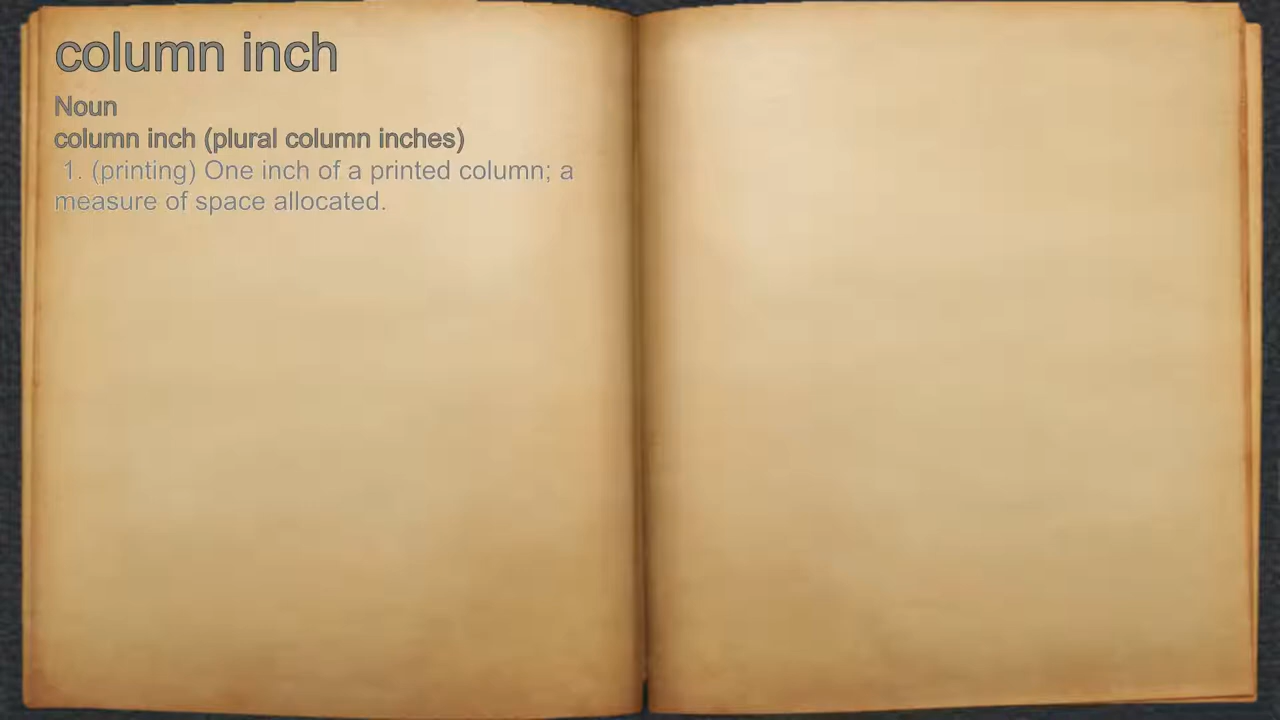 column inch
Noun
column inch (plural column inches)
1. (printing) One inch of a printed column; a
measure of space allocated.